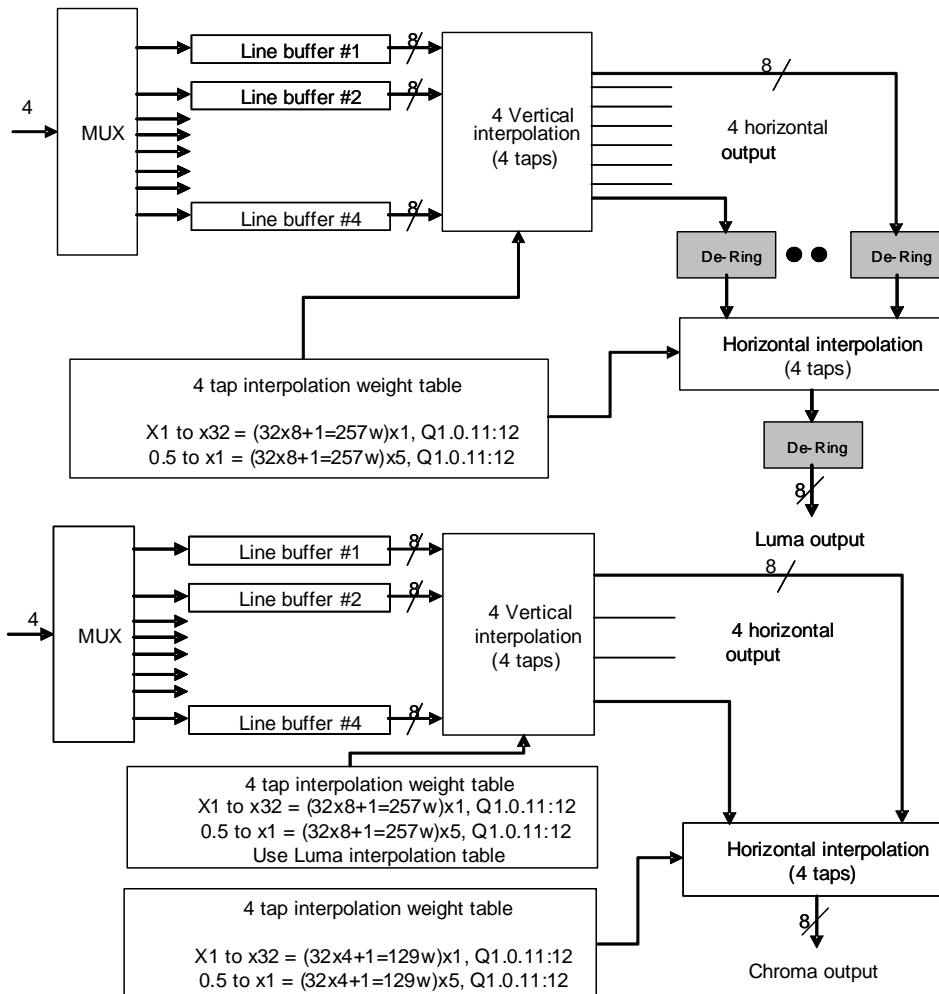 4
MUX
Line buffer #1
8
Line buffer #2
8
Line buffer #4
8
4 Vertical
interpolation
(4 taps)
8
4 horizontal
output
De-Ring
De-Ring
Horizontal interpolation
(4 taps)
De-Ring
8
Luma output
4 tap interpolation weight table
X1 to x32 = (32x8+1=257w)x1, Q1.0.11:12
0.5 to x1 = (32x8+1=257w)x5, Q1.0.11:12
4
MUX
Line buffer #1
8
Line buffer #2
8
Line buffer #4
8
4 Vertical
interpolation
(4 taps)
8
4 horizontal
output
4 tap interpolation weight table
X1 to x32 = (32x8+1=257w)x1, Q1.0.11:12
0.5 to x1 = (32x8+1=257w)x5, Q1.0.11:12
Use Luma interpolation table
Horizontal interpolation
(4 taps)
8
Chroma output
4 tap interpolation weight table
X1 to x32 = (32x4+1=129w)x1, Q1.0.11:12
0.5 to x1 = (32x4+1=129w)x5, Q1.0.11:12